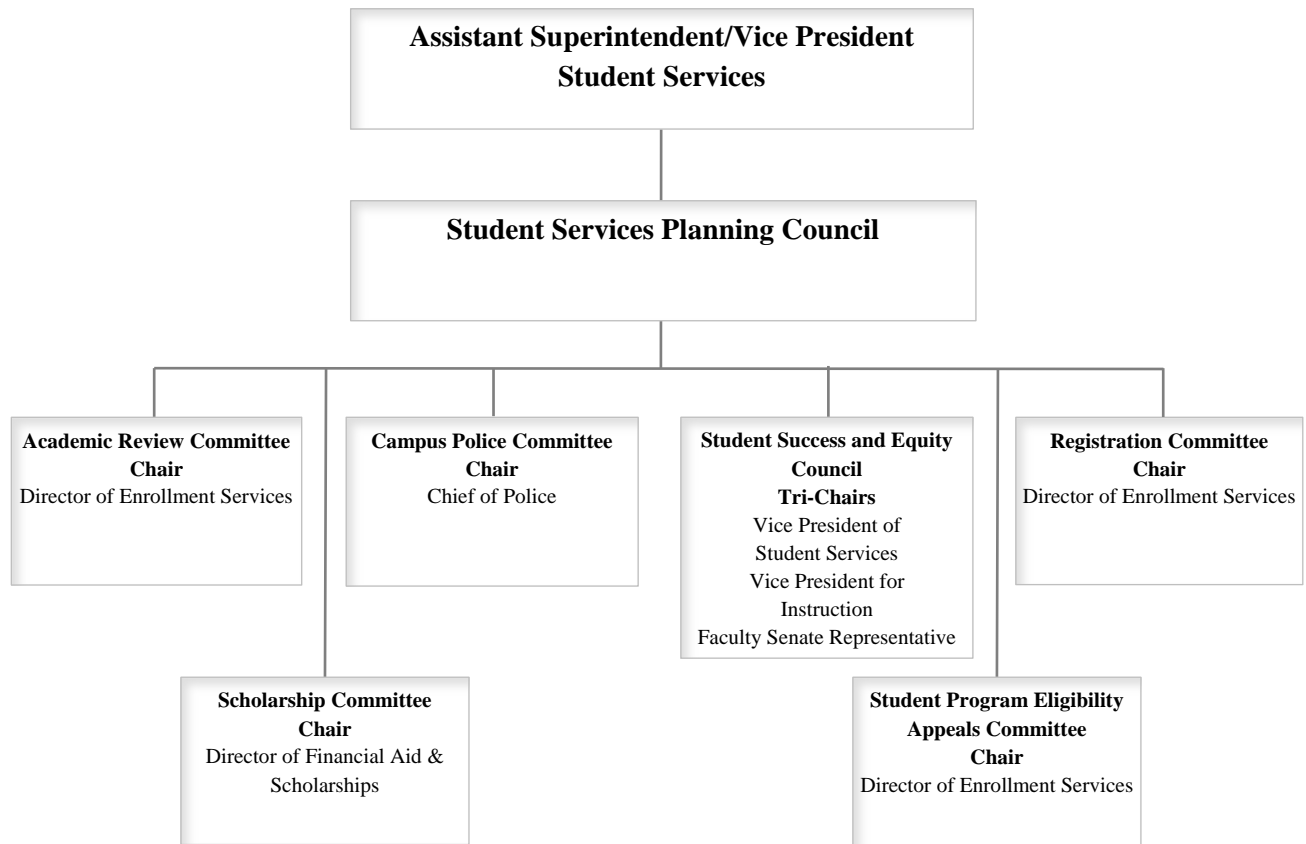 Assistant Superintendent/Vice President
Student Services
Student Services Planning Council
Academic Review Committee
Chair
Director of Enrollment Services
Campus Police Committee
Chair
Chief of Police
Student Success and Equity
Council
Tri-Chairs
Vice President of
Student Services
Vice President for
Instruction
Faculty Senate Representative
Registration Committee
Chair
Director of Enrollment Services
Scholarship Committee
Chair
Director of Financial Aid &
Scholarships
Student Program Eligibility
Appeals Committee
Chair
Director of Enrollment Services